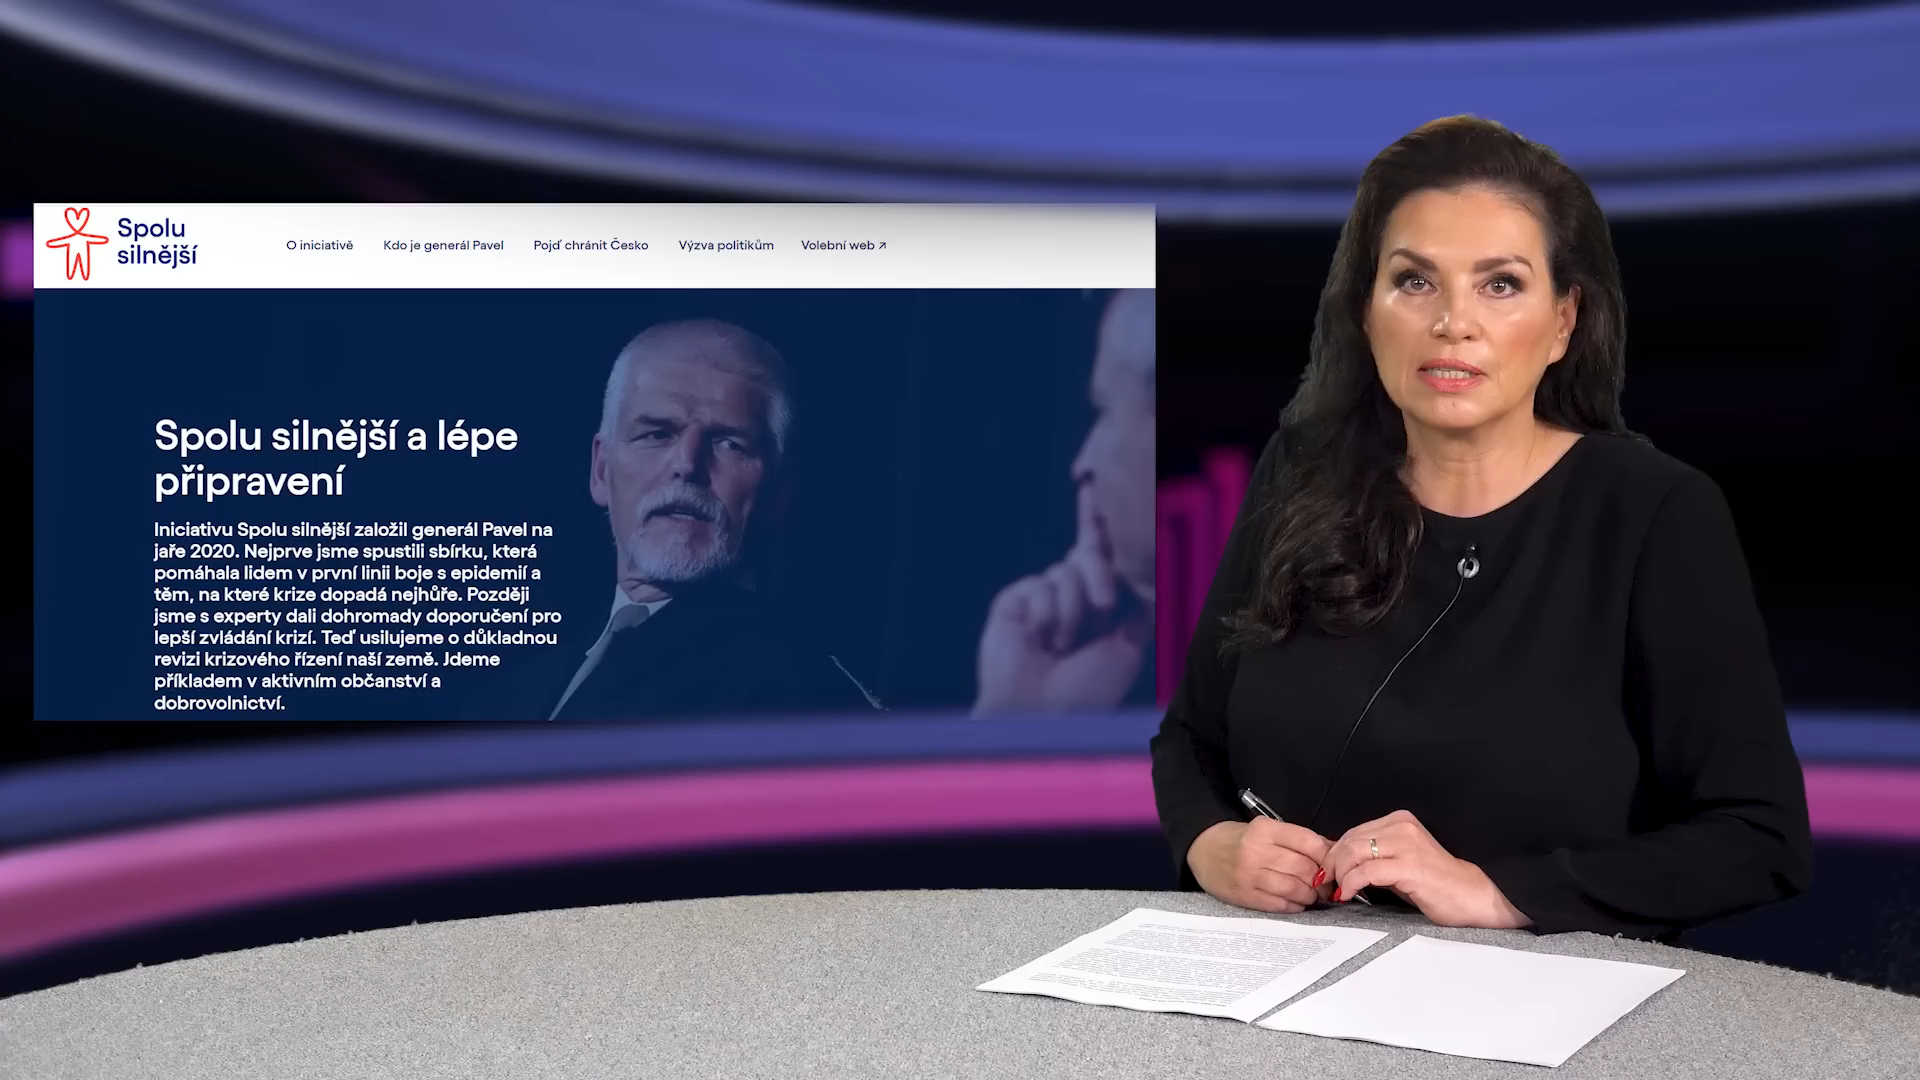 Spolu
silnější
O iniciativě
Kdo je generál Pavel
Pojď chránit Česko
Výzva politikům
Volební web ↗
Spolu silnější a lépe
připravení
Iniciativu Spolu silnější založil generál Pavel na
jaře 2020. Nejprve jsme spustili sbírku, která
pomáhala lidem v první linii boje s epidemií a
těm, na které krize dopadá nejhůře. Později
jsme s experty dali dohromady doporučení pro
lepší zvládání krizí. Teď usilujeme o důkladnou
revizi krizového řízení naší země. Jdeme
příkladem v aktivním občanství a
dobrovolnictví.